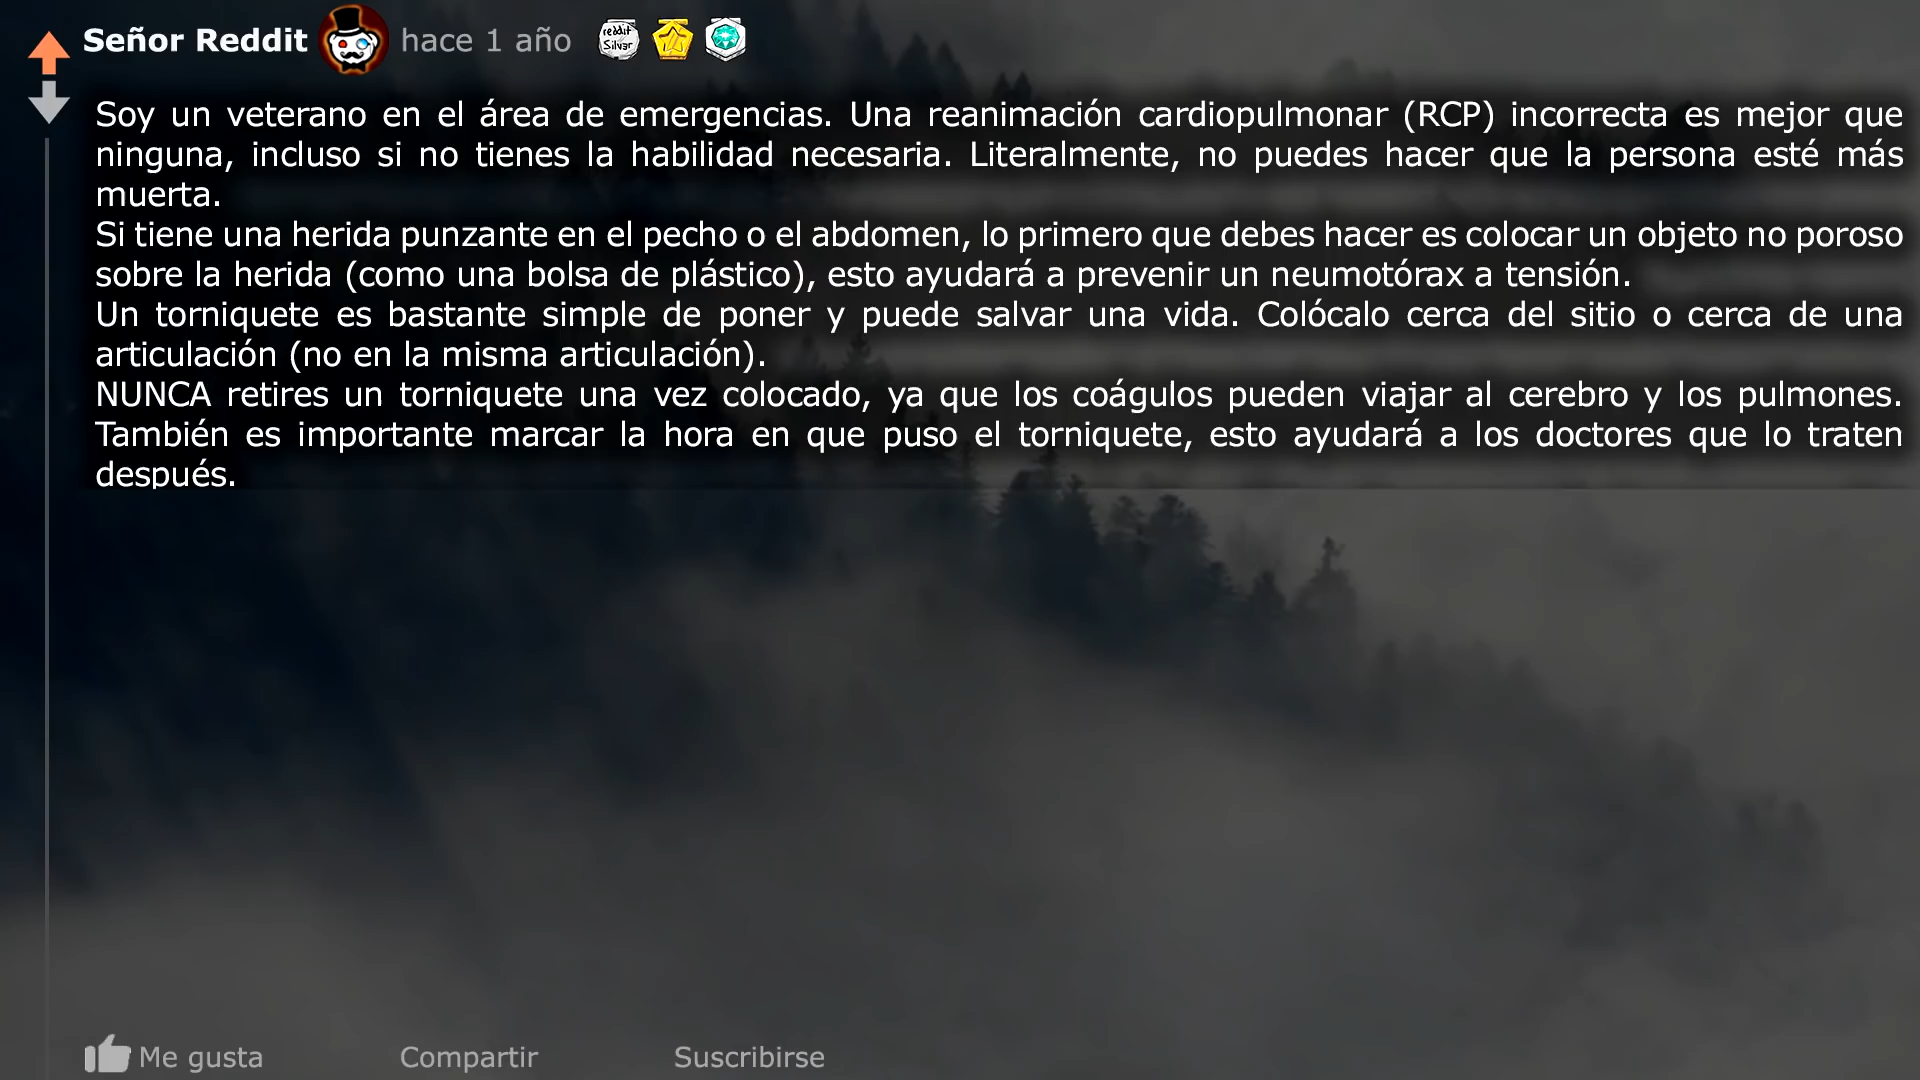 Señor Reddit hace 1 año reddit Silver
Soy un veterano en el área de emergencias. Una reanimación cardiopulmonar (RCP) incorrecta es mejor que
ninguna, incluso si no tienes la habilidad necesaria. Literalmente, no puedes hacer que la persona esté más
muerta.
Si tiene una herida punzante en el pecho o el abdomen, lo primero que debes hacer es colocar un objeto no poroso
sobre la herida (como una bolsa de plástico), esto ayudará a prevenir un neumotórax a tensión.
Un torniquete es bastante simple de poner y puede salvar una vida. Colócalo cerca del sitio o cerca de una
articulación (no en la misma articulación).
NUNCA retires un torniquete una vez colocado, ya que los coágulos pueden viajar al cerebro y los pulmones.
También es importante marcar la hora en que puso el torniquete, esto ayudará a los doctores que lo traten
después.
Me gusta Compartir Suscribirse